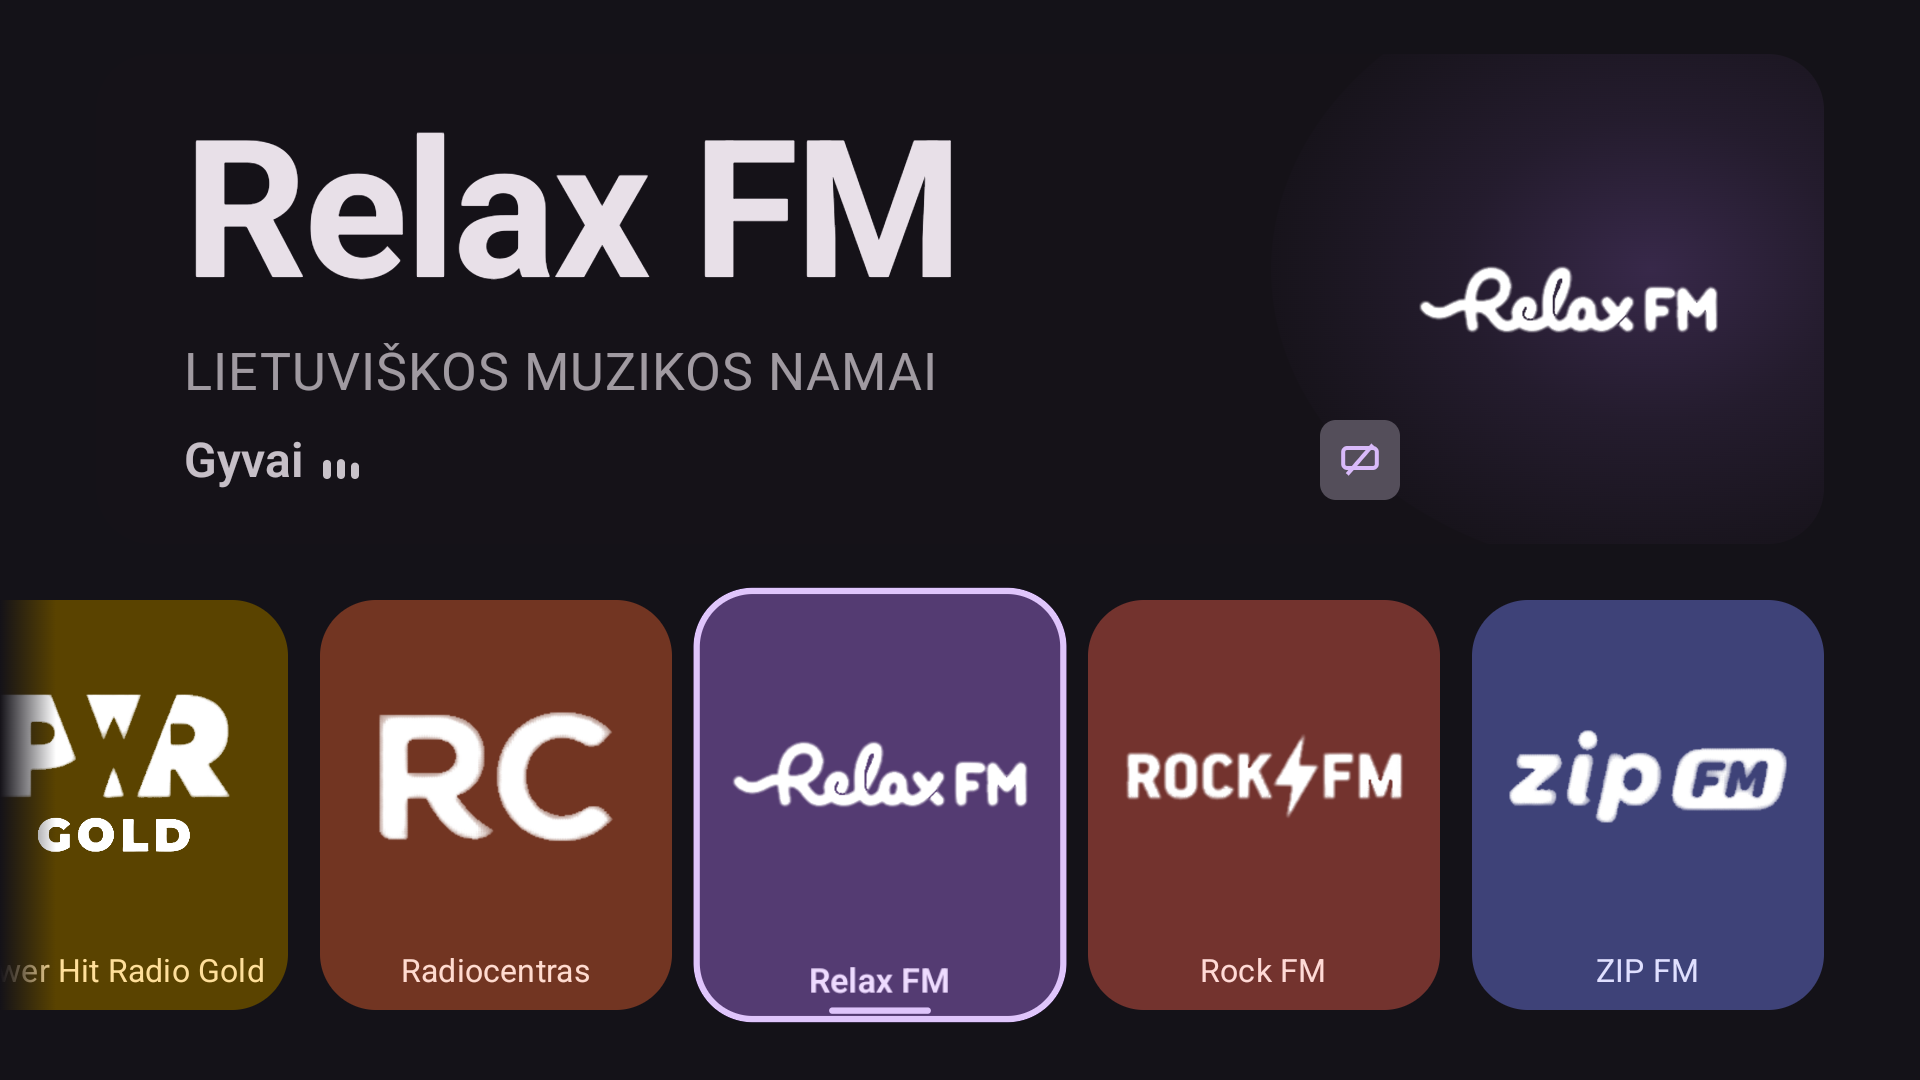 Relax FM
LIETUVIŠKOS MUZIKOS NAMAI
Gyvai
Relax FM
PWR
GOLD
Hit Radio Gold
RC
Radiocentras
Relax FM
Relax FM
ROCK FM
Rock FM
zip FM
ZIP FM